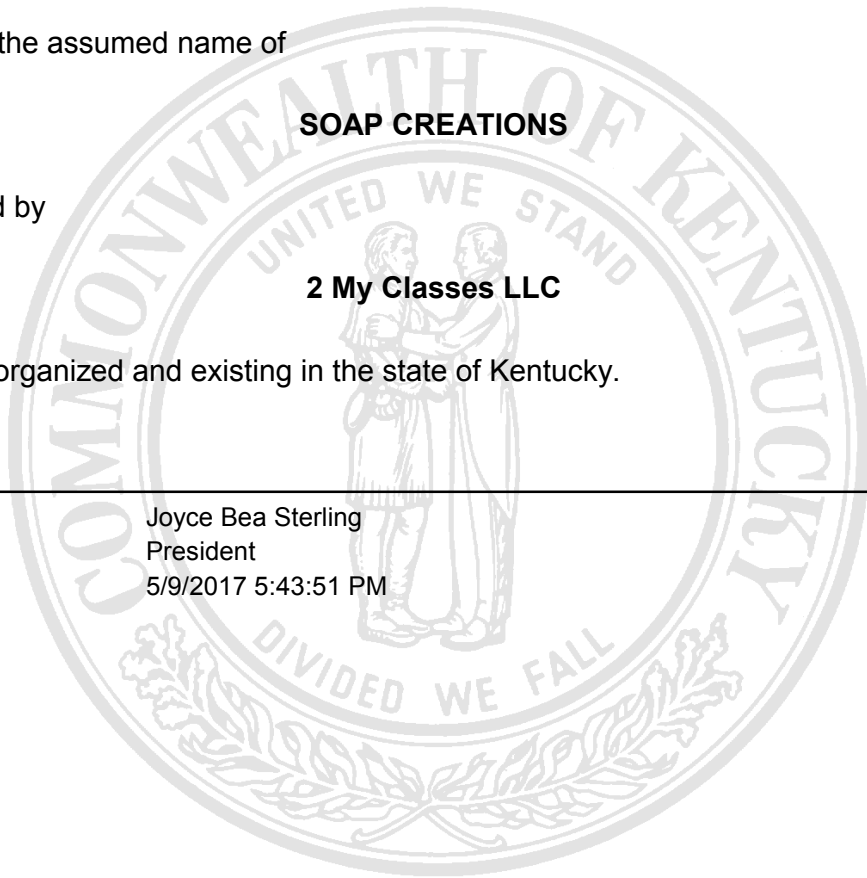 the assumed name of
SOAP CREATIONS
d by
2 My Classes LLC
organized and existing in the state of Kentucky.
Joyce Bea Sterling
President
5/9/2017 5:43:51 PM
COMMONWEALTH OF KENTUCKY
UNITED WE STAND
DIVIDED WE FALL